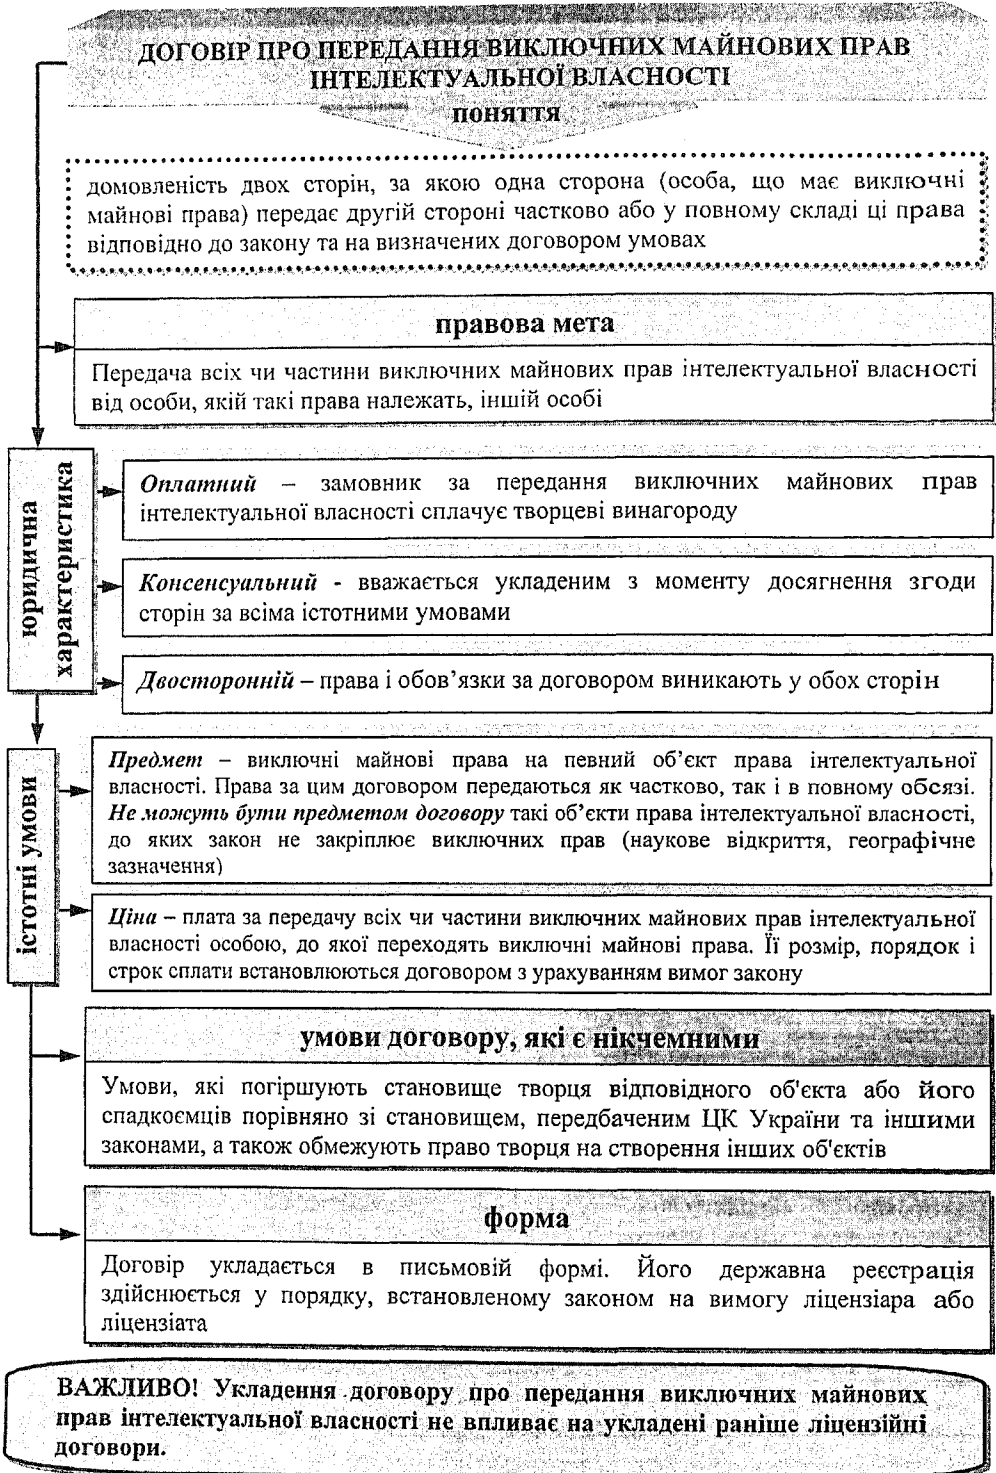 ДОГОВІР ПРО ПЕРЕДАННЯ ВИКЛЮЧНИХ МАЙНОВИХ ПРАВ
ІНТЕЛЕКТУАЛЬНОЇ ВЛАСНОСТІ
поняття
домовленість двох сторін, за якою одна сторона (особа, що має виключні
майнові права) передає другій стороні частково або у повному складі ці права
відповідно до закону та на визначених договором умовах
правова мета
Передача всіх чи частини виключних майнових прав інтелектуальної власності
від особи, якій такі права належать, іншій особі
юридична
характеристика
Оплатний – замовник за передання виключних майнових прав
інтелектуальної власності сплачує творцеві винагороду
Консенсуальний - вважається укладеним з моменту досягнення згоди
сторін за всіма істотними умовами
Двосторонній – права і обов’язки за договором виникають у обох сторін
істотні умови
Предмет – виключні майнові права на певний об’єкт права інтелектуальної
власності. Права за цим договором передаються як частково, так і в повному обсязі.
Не можуть бути предметом договору такі об’єкти права інтелектуальної власності,
до яких закон не закріплює виключних прав (наукове відкриття, географічне
зазначення)
Ціна – плата за передачу всіх чи частини виключних майнових прав інтелектуальної
власності особою, до якої переходять виключні майнові права. Її розмір, порядок і
строк сплати встановлюються договором з урахуванням вимог закону
умови договору, які є нікчемними
Умови, які погіршують становище творця відповідного об'єкта або його
спадкоємців порівняно зі становищем, передбаченим ЦК України та іншими
законами, а також обмежують право творця на створення інших об'єктів
форма
Договір укладається в письмовій формі. Його державна реєстрація
здійснюється у порядку, встановленому законом на вимогу ліцензіара або
ліцензіата
ВАЖЛИВО! Укладення договору про передання виключних майнових
прав інтелектуальної власності не впливає на укладені раніше ліцензійні
договори.